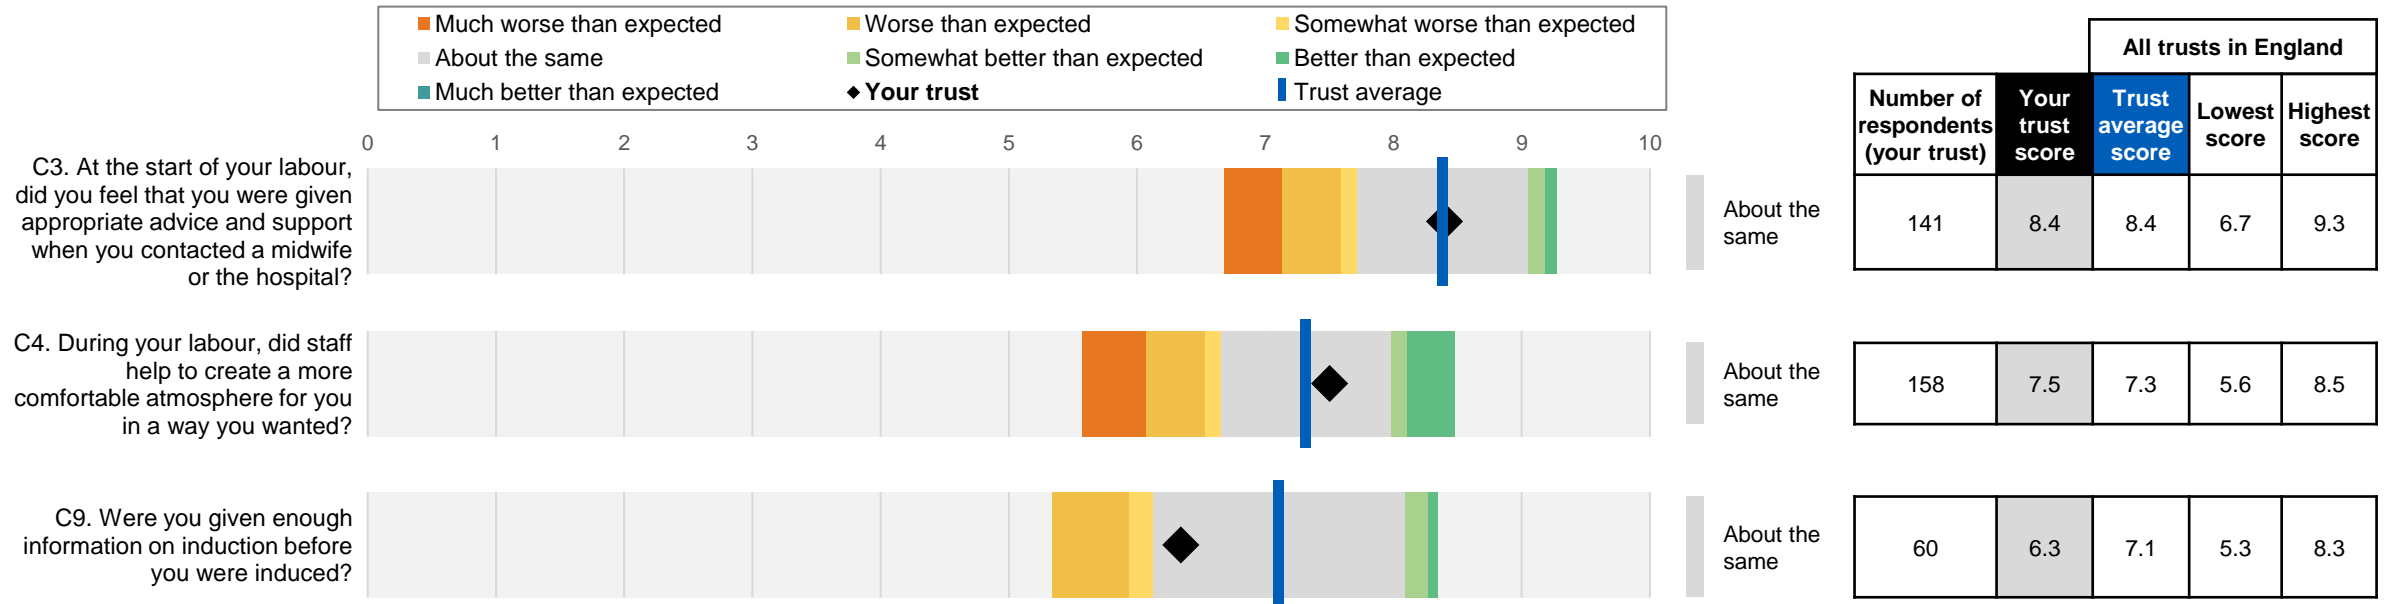 Much worse than expected
Worse than expected
Somewhat worse than expected
About the same
Somewhat better than expected
Better than expected
Much better than expected
Your trust
Trust average
All trusts in England
Number of
respondents
(your trust)
Your
trust
score
Trust
average
score
Lowest
score
Highest
score
0 1 2 3 4 5 6 7 8 9 10
C3. At the start of your labour,
did you feel that you were given
appropriate advice and support
when you contacted a midwife
or the hospital?
About the
same
141 8.4 8.4 6.7 9.3
C4. During your labour, did staff
help to create a more
comfortable atmosphere for you
in a way you wanted?
About the
same
158 7.5 7.3 5.6 8.5
C9. Were you given enough
information on induction before
you were induced?
About the
same
60 6.3 7.1 5.3 8.3